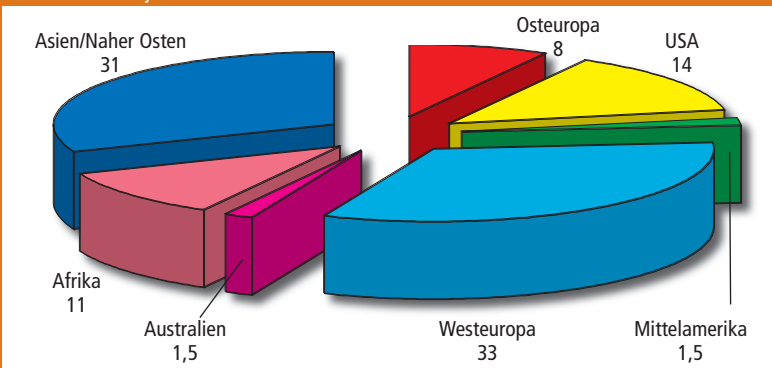 Osteuropa
8
USA
14
Asien/Naher Osten
31
Afrika
11
Australien
1,5
Westeuropa
33
Mittelamerika
1,5